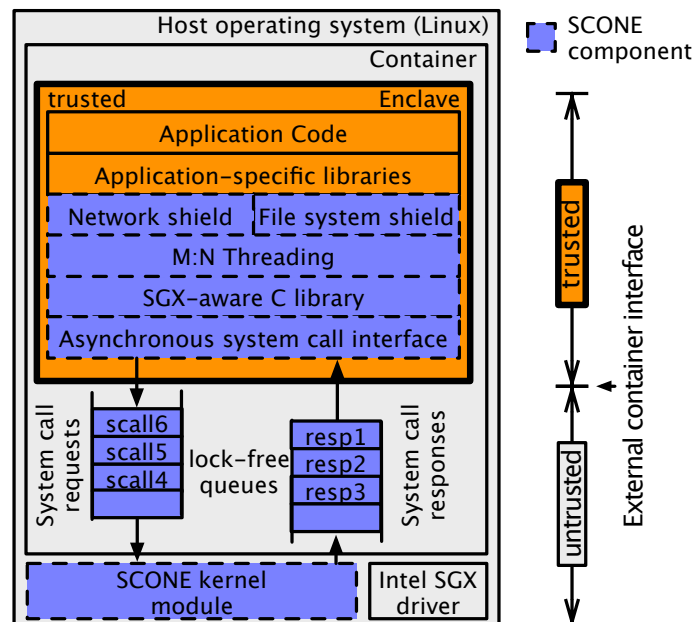 Host operating system (Linux)
SCONE
component
Container
trusted
Enclave
Application Code
Application-specific libraries
Network shield
File system shield
M:N Threading
SGX-aware C library
Asynchronous system call interface
System call
requests
scall6
scall5
scall4
lock-free
queues
resp1
resp2
resp3
System call
responses
SCONE kernel
module
Intel SGX
driver
trusted
untrusted
External container interface